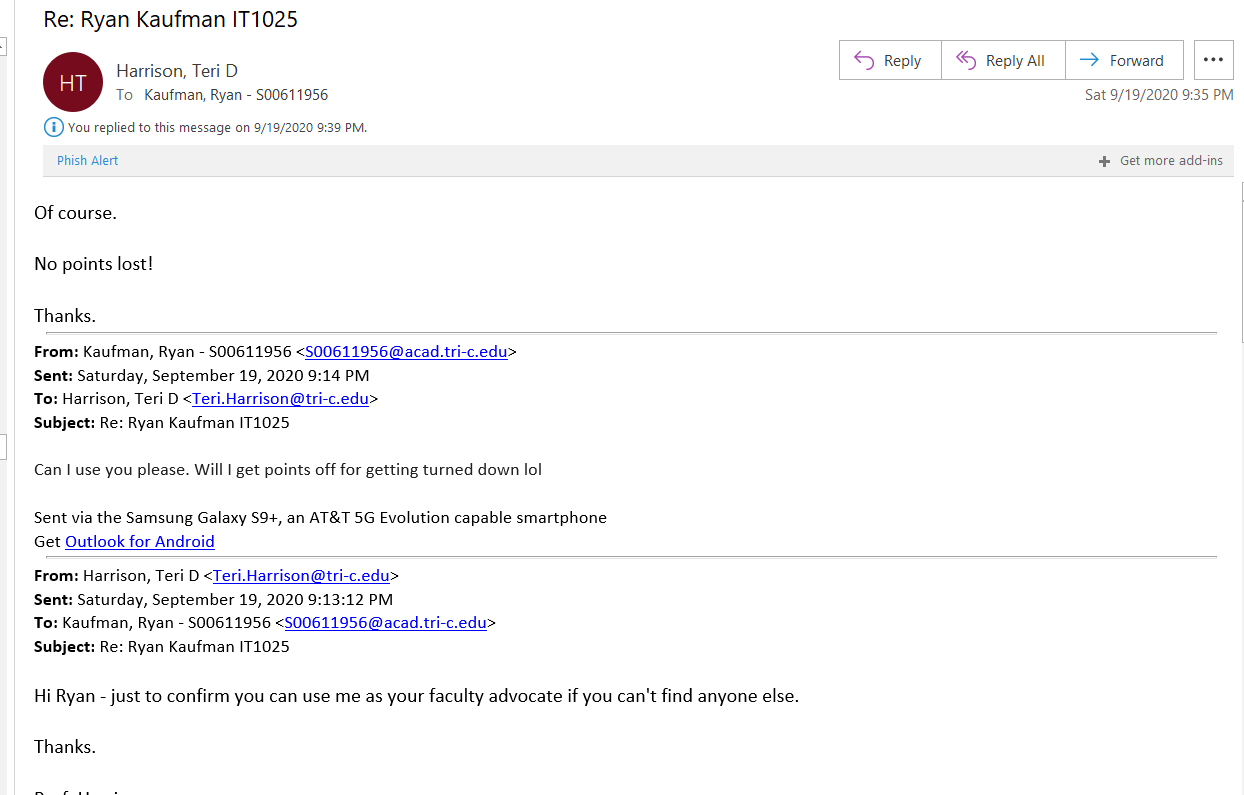 Re: Ryan Kaufman IT1025
HT
Harrison, Teri D
To Kaufman, Ryan - S00611956
Reply
Reply All
Forward
Sat 9/19/2020 9:35 PM
You replied to this message on 9/19/2020 9:39 PM.
Phish Alert
Get more add-ins
Of course.
No points lost!
Thanks.
From: Kaufman, Ryan - S00611956 <S00611956@acad.tri-c.edu>
Sent: Saturday, September 19, 2020 9:14 PM
To: Harrison, Teri D <Teri.Harrison@tri-c.edu>
Subject: Re: Ryan Kaufman IT1025
Can I use you please. Will I get points off for getting turned down lol
Sent via the Samsung Galaxy S9+, an AT&T 5G Evolution capable smartphone
Get Outlook for Android
From: Harrison, Teri D <Teri.Harrison@tri-c.edu>
Sent: Saturday, September 19, 2020 9:13:12 PM
To: Kaufman, Ryan - S00611956 <S00611956@acad.tri-c.edu>
Subject: Re: Ryan Kaufman IT1025
Hi Ryan - just to confirm you can use me as your faculty advocate if you can't find anyone else.
Thanks.